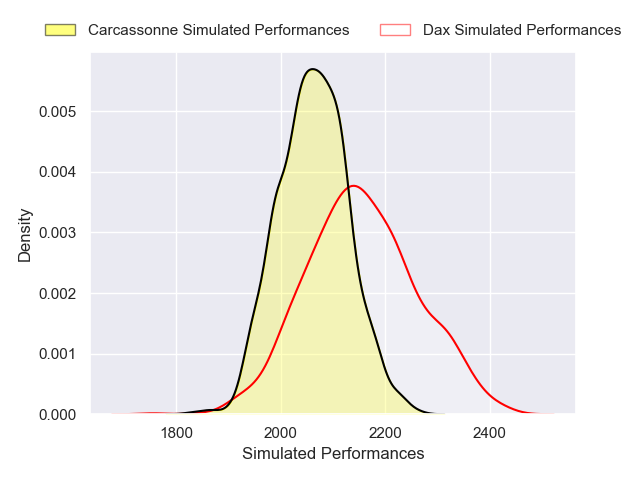 Carcassonne Simulated Performances
Dax Simulated Performances
0.005
0.004
0.003
0.002
0.001
0.000
Density
1800
2000
2200
2400
Simulated Performances